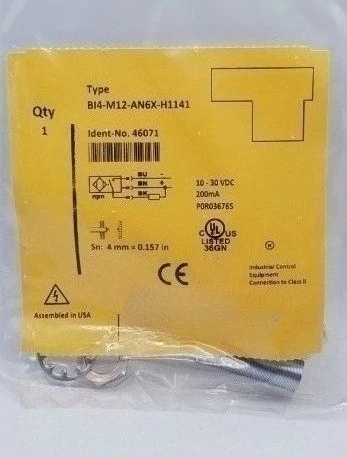 Type
BI4-M12-AN6X-H1141
Qty
1
Ident-No. 46071
BU -
BN +
BK
npn
10 - 30 VDC
200mA
P0R036765
Sn: 4 mm = 0.157 in
UL
C US
LISTED
36GN
CE
Industrial Control
Equipment
Connection to Class II
Assembled in USA